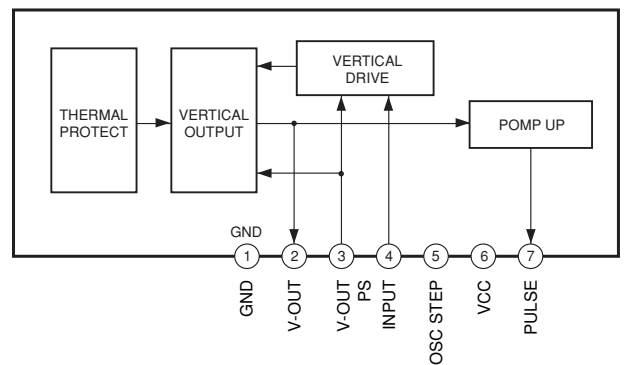 VERTICAL
DRIVE
THERMAL
PROTECT
VERTICAL
OUTPUT
POMP UP
GND
1
2
3
4
5
6
7
GND
V-OUT
V-OUT
PS
INPUT
OSC STEP
VCC
PULSE